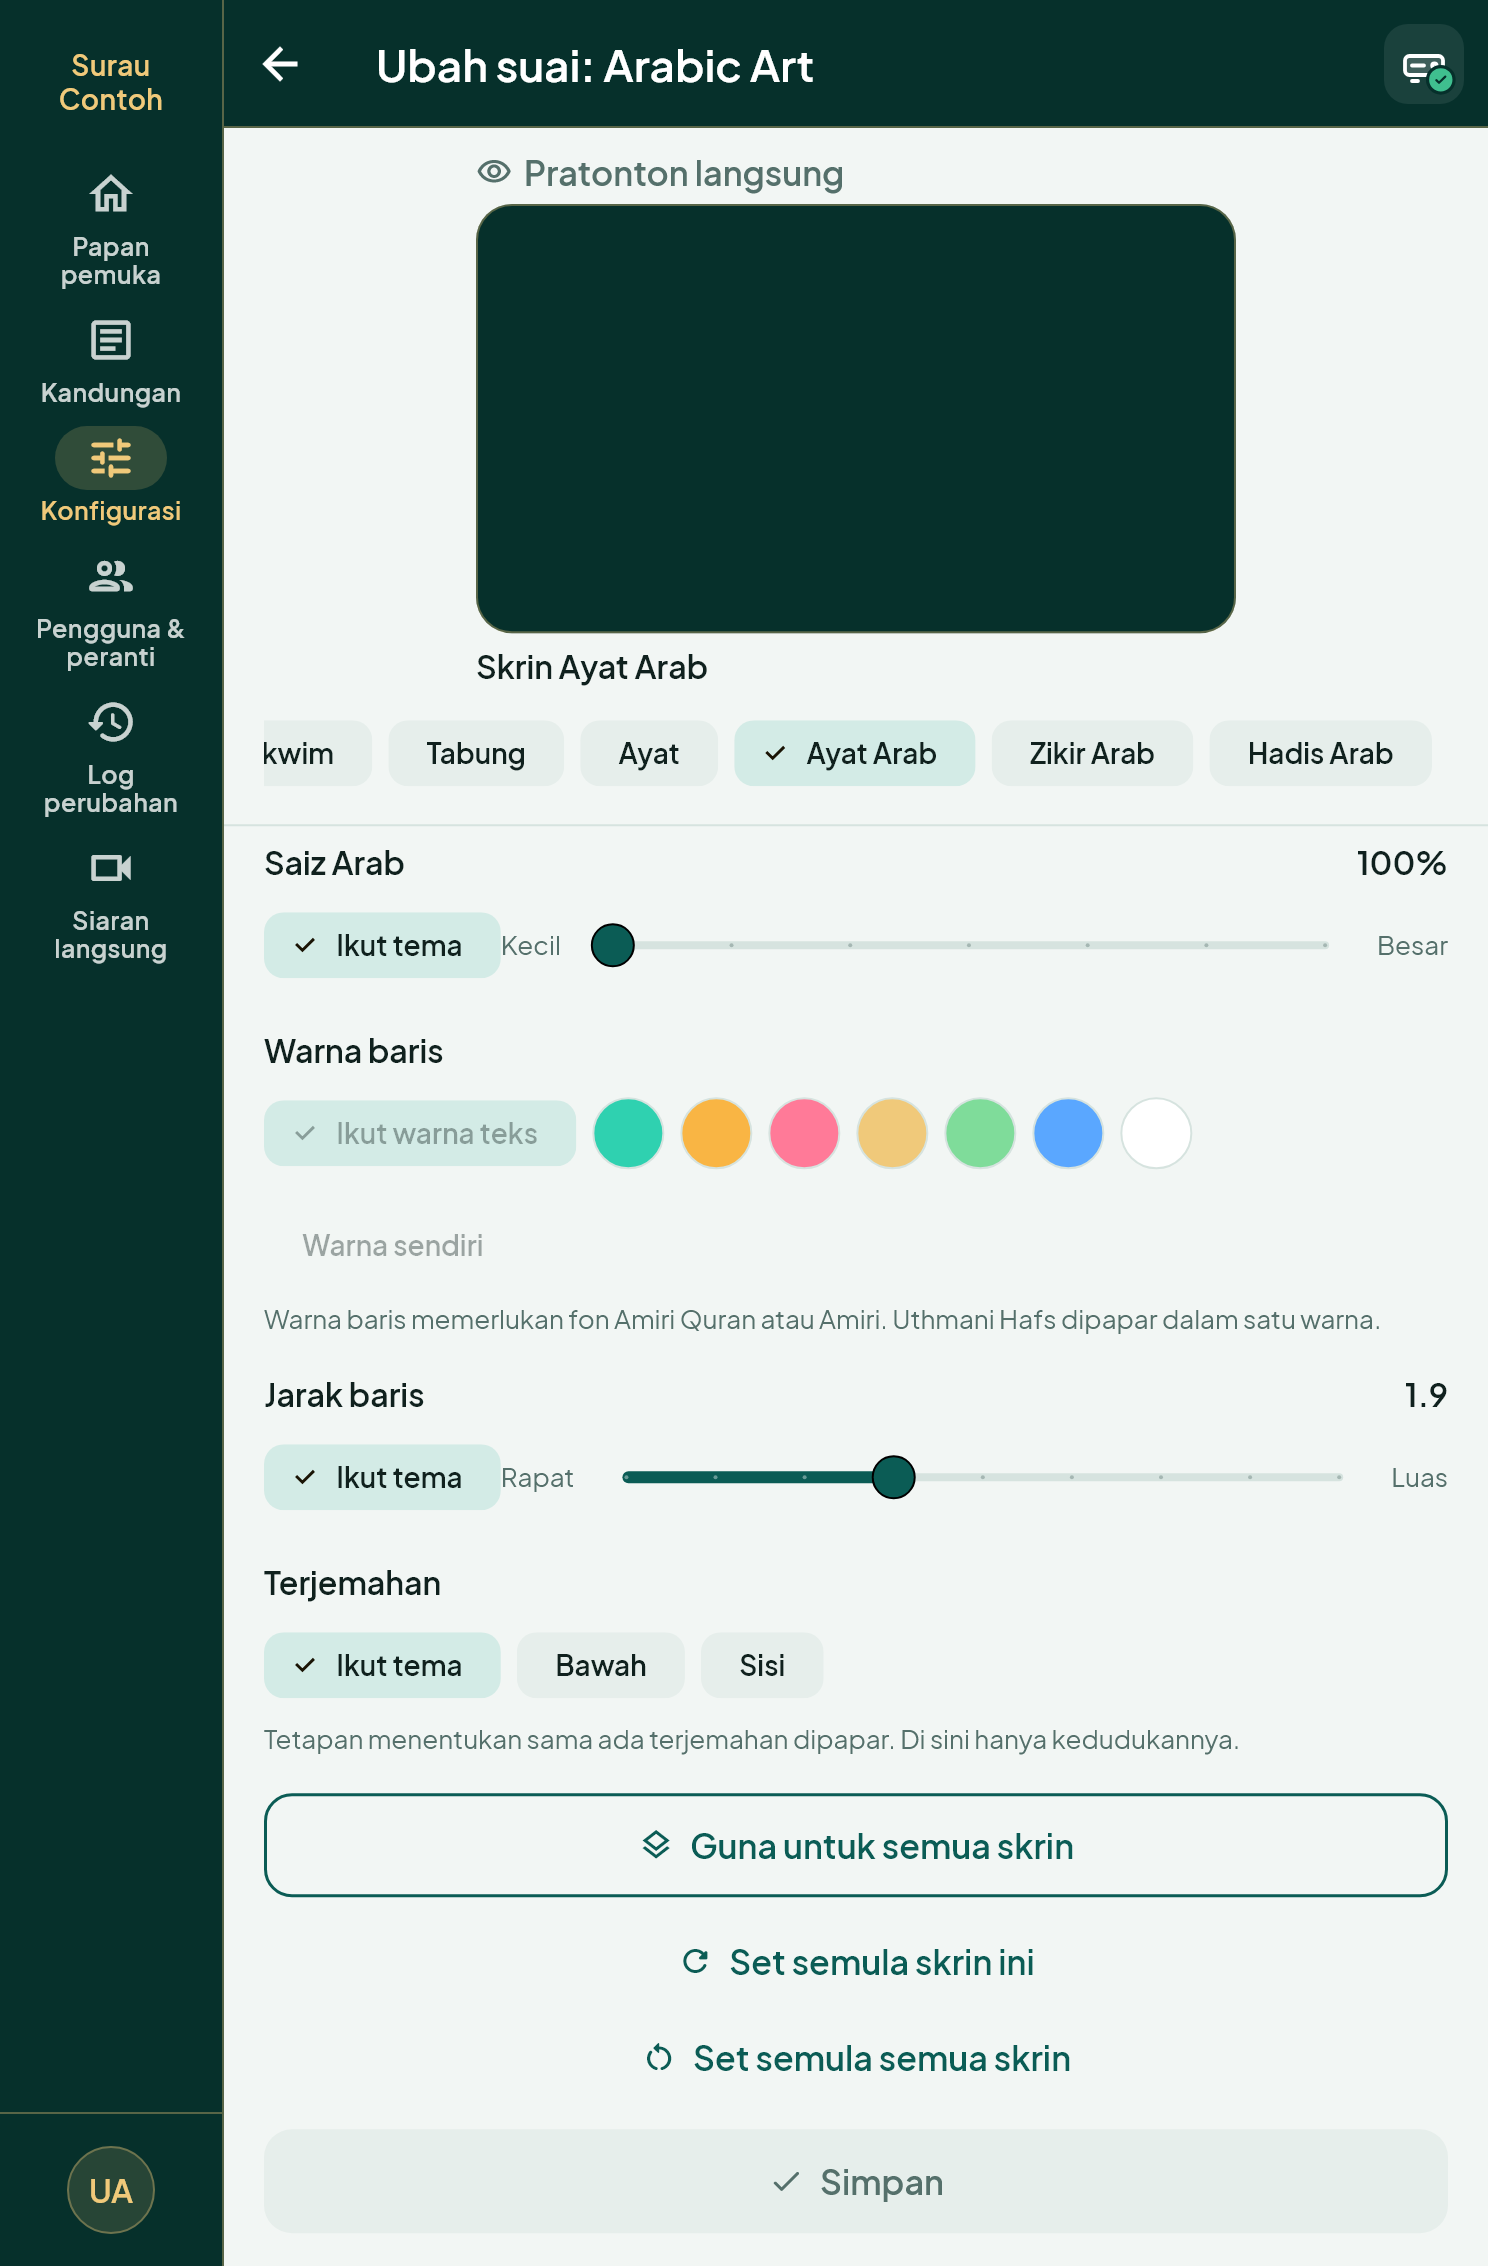 Surau
Contoh
Papan
pemuka
Kandungan
Konfigurasi
Pengguna &
peranti
Log
perubahan
Siaran
langsung
UA
Ubah suai: Arabic Art
Pratonton langsung
Skrin Ayat Arab
kwim Tabung Ayat Ayat Arab Zikir Arab Hadis Arab
Saiz Arab 100%
Ikut tema Kecil Besar
Warna baris
Ikut warna teks
Warna sendiri
Warna baris memerlukan fon Amiri Quran atau Amiri. Uthmani Hafs dipapar dalam satu warna.
Jarak baris 1.9
Ikut tema Rapat Luas
Terjemahan
Ikut tema Bawah Sisi
Tetapan menentukan sama ada terjemahan dipapar. Di sini hanya kedudukannya.
Guna untuk semua skrin
Set semula skrin ini
Set semula semua skrin
Simpan